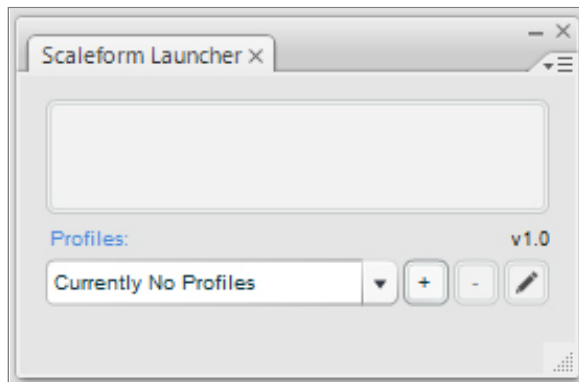 Scaleform Launcher
Profiles:
v1.0
Currently No Profiles
+
-